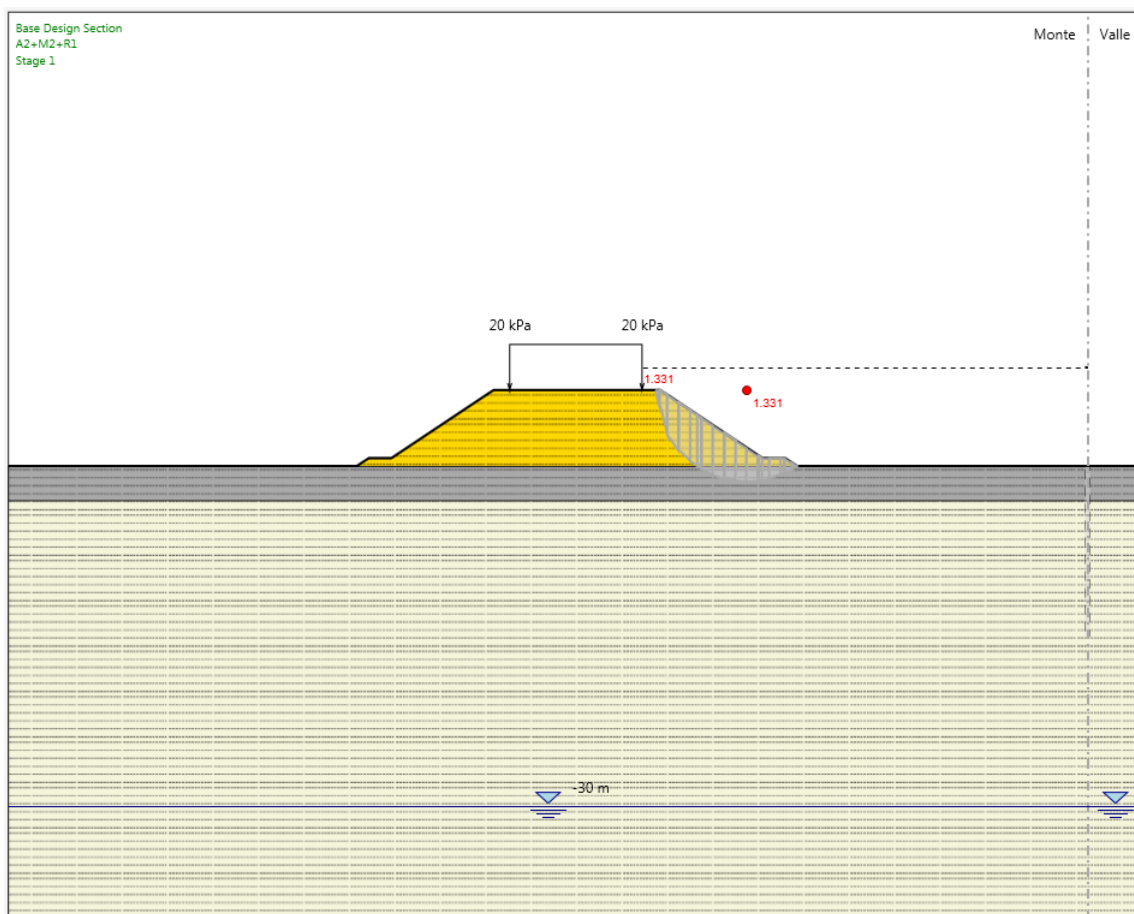 Base Design Section
A2+M2+R1
Stage 1
Monte
Valle
20 kPa
20 kPa
1.331
1.331
-30 m